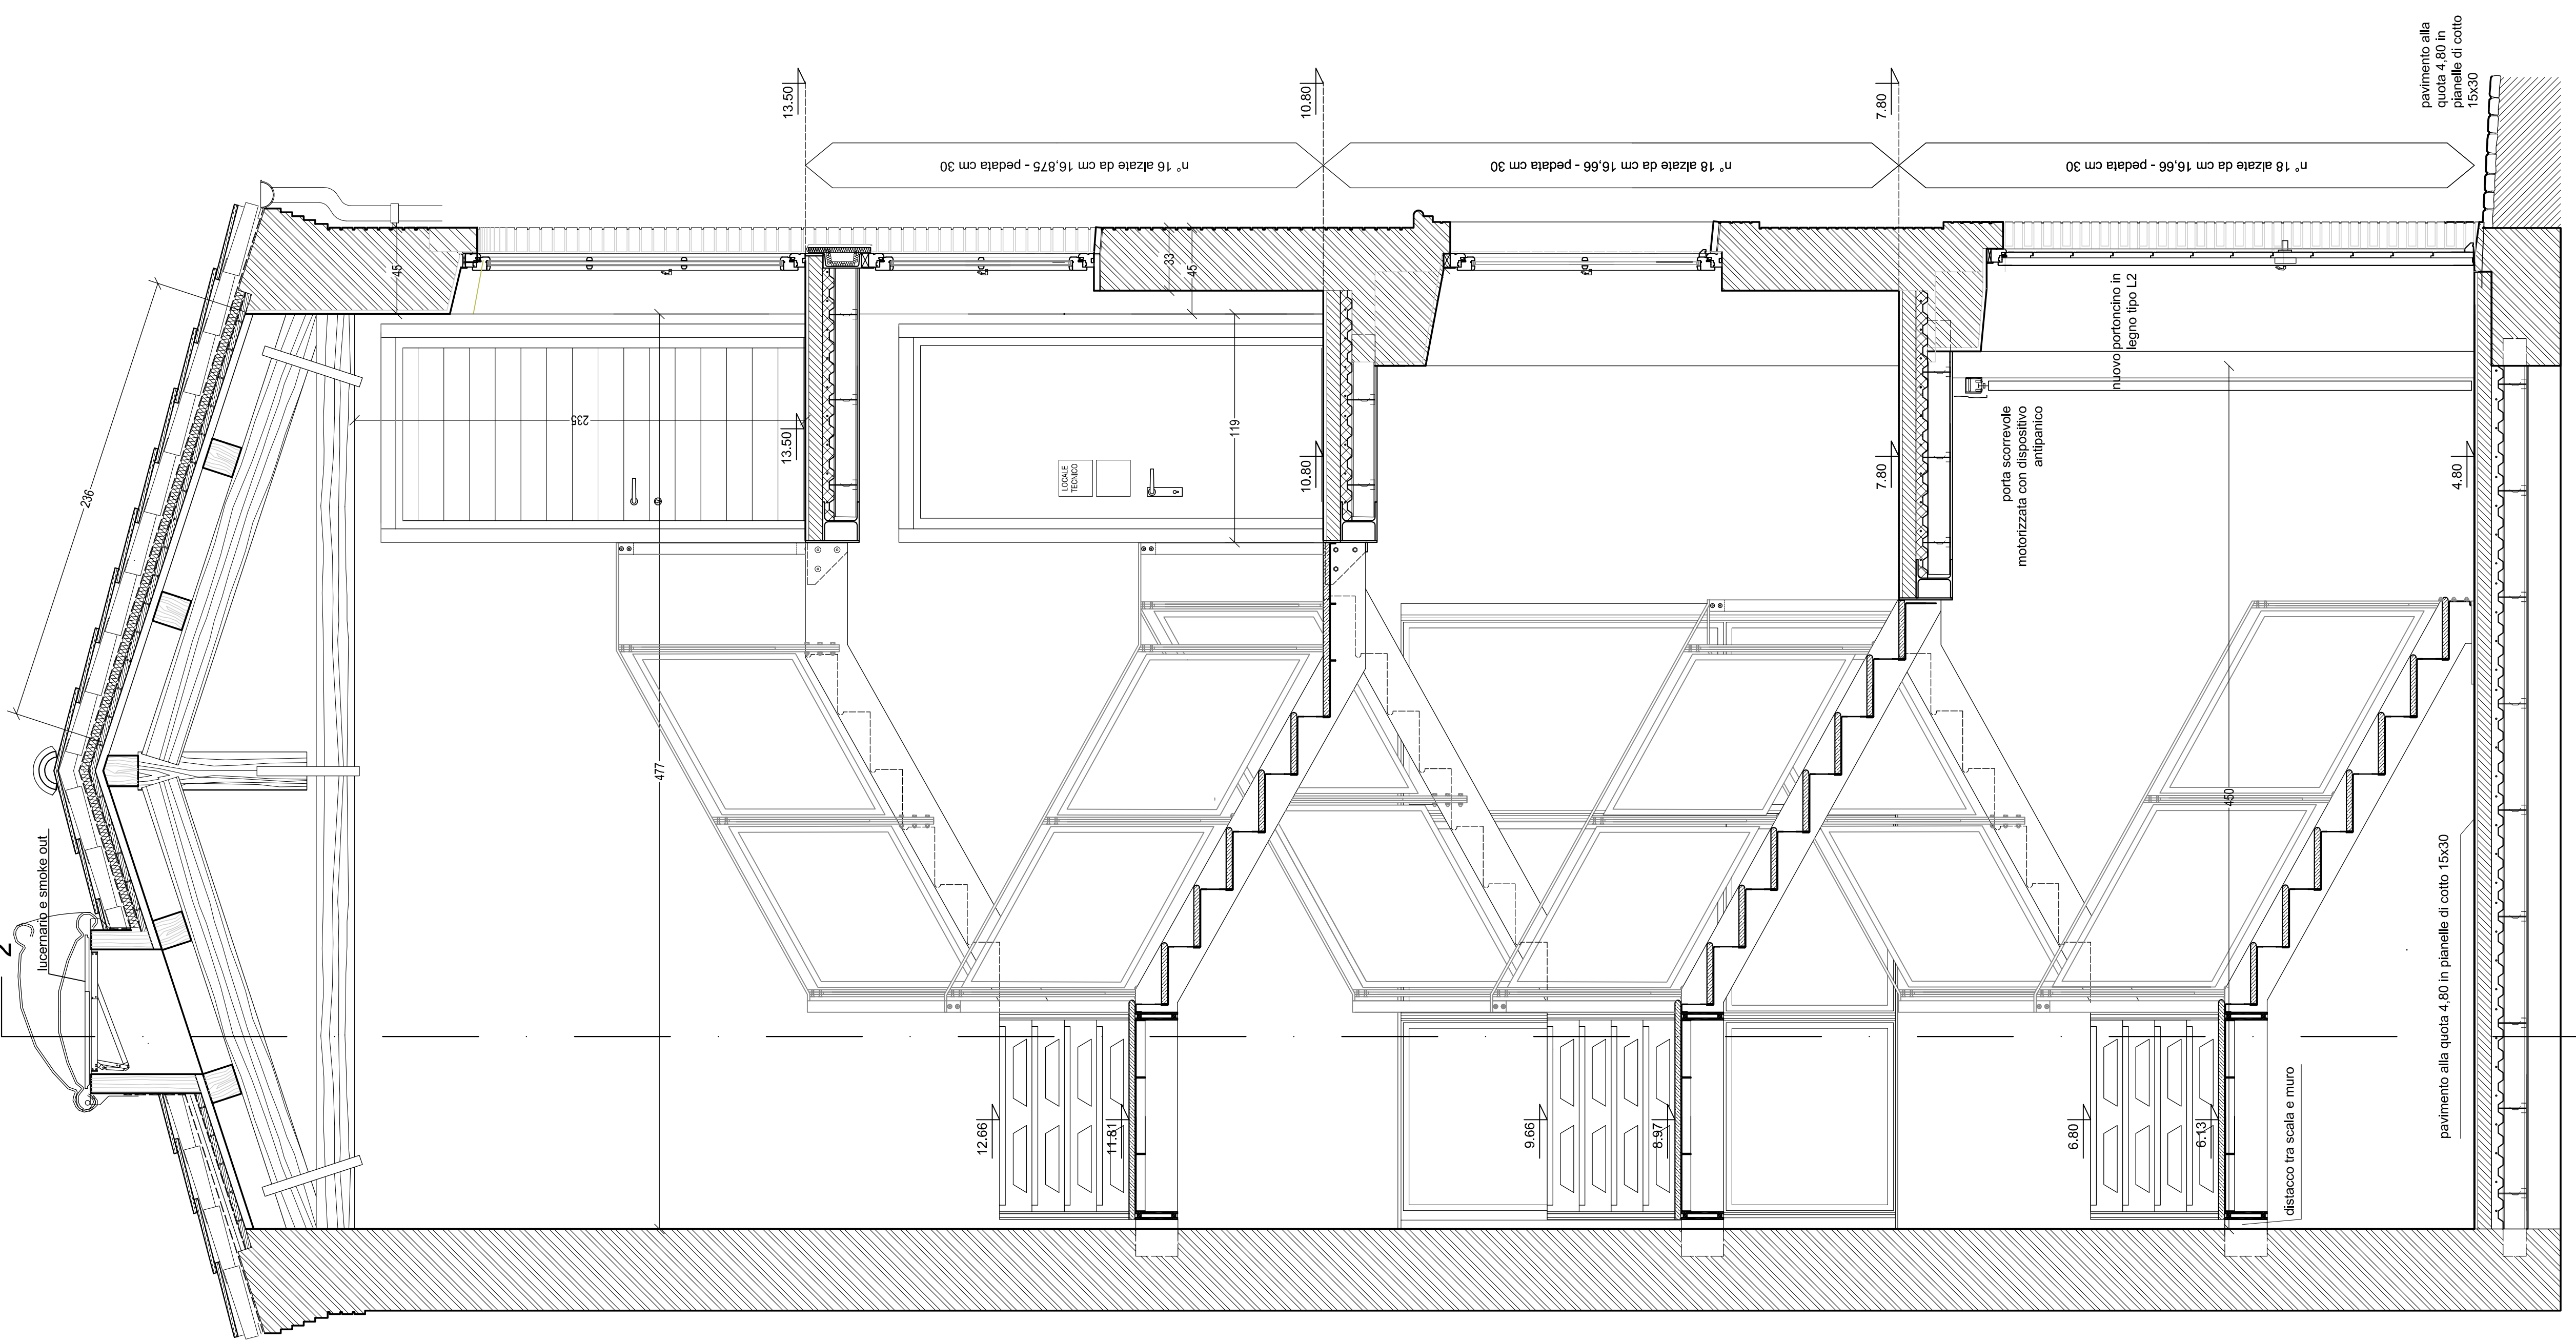 2
lucernario e smoke out
236
45
33
45
235
119
477
450
13.50
10.80
7.80
n° 16 alzate da cm 16,875 - pedata cm 30
n° 18 alzate da cm 16,66 - pedata cm 30
n° 18 alzate da cm 16,66 - pedata cm 30
pavimento alla
quota 4,80 in
pianelle di cotto
15x30
13.50
LOCALE
TECNICO
10.80
7.80
4.80
nuovo portoncino in
legno tipo L2
porta scorrevole
motorizzata con dispositivo
antipanico
12.66
11.81
9.66
8.97
6.80
6.13
distacco tra scala e muro
pavimento alla quota 4,80 in pianelle di cotto 15x30